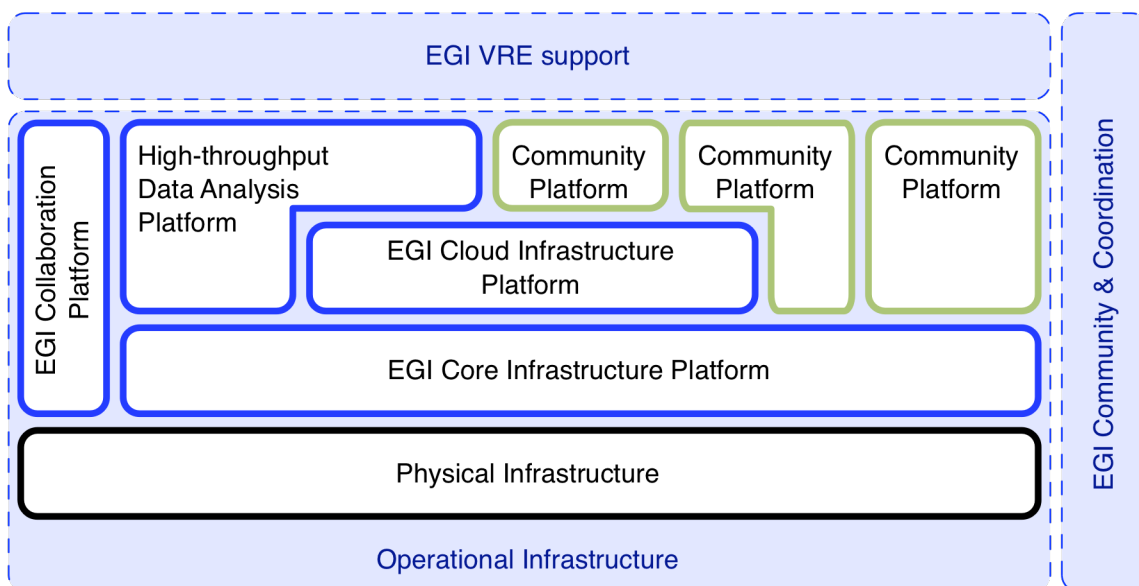 EGI VRE support
EGI Collaboration
Platform
High-throughput
Data Analysis
Platform
Community
Platform
Community
Platform
Community
Platform
EGI Cloud Infrastructure
Platform
EGI Core Infrastructure Platform
Physical Infrastructure
Operational Infrastructure
EGI Community & Coordination